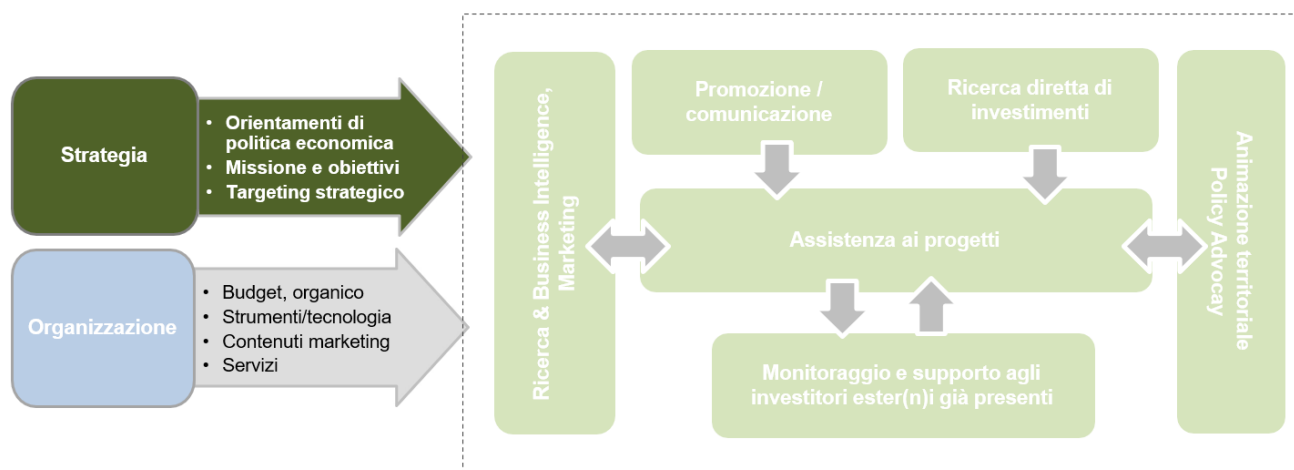 Strategia
• Orientamenti di
politica economica
• Missione e obiettivi
• Targeting strategico
Organizzazione
• Budget, organico
• Strumenti/tecnologia
• Contenuti marketing
• Servizi
Ricerca & Business Intelligence,
Marketing
Promozione /
comunicazione
Ricerca diretta di
investimenti
Assistenza ai progetti
Monitoraggio e supporto agli
investitori ester(n)i già presenti
Animazione territoriale
Policy Advocay